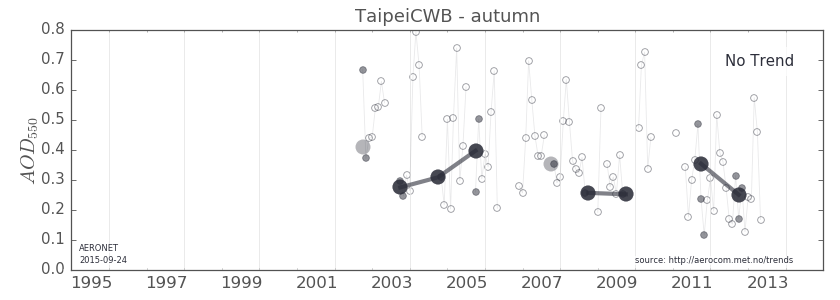 TaipeiCWB - autumn
0.8
0.7
0.6
0.5
0.4
0.3
0.2
0.1
0.0
AOD550
No Trend
AERONET
2015-09-24
source: http://aerocom.met.no/trends
1995 1997 1999 2001 2003 2005 2007 2009 2011 2013